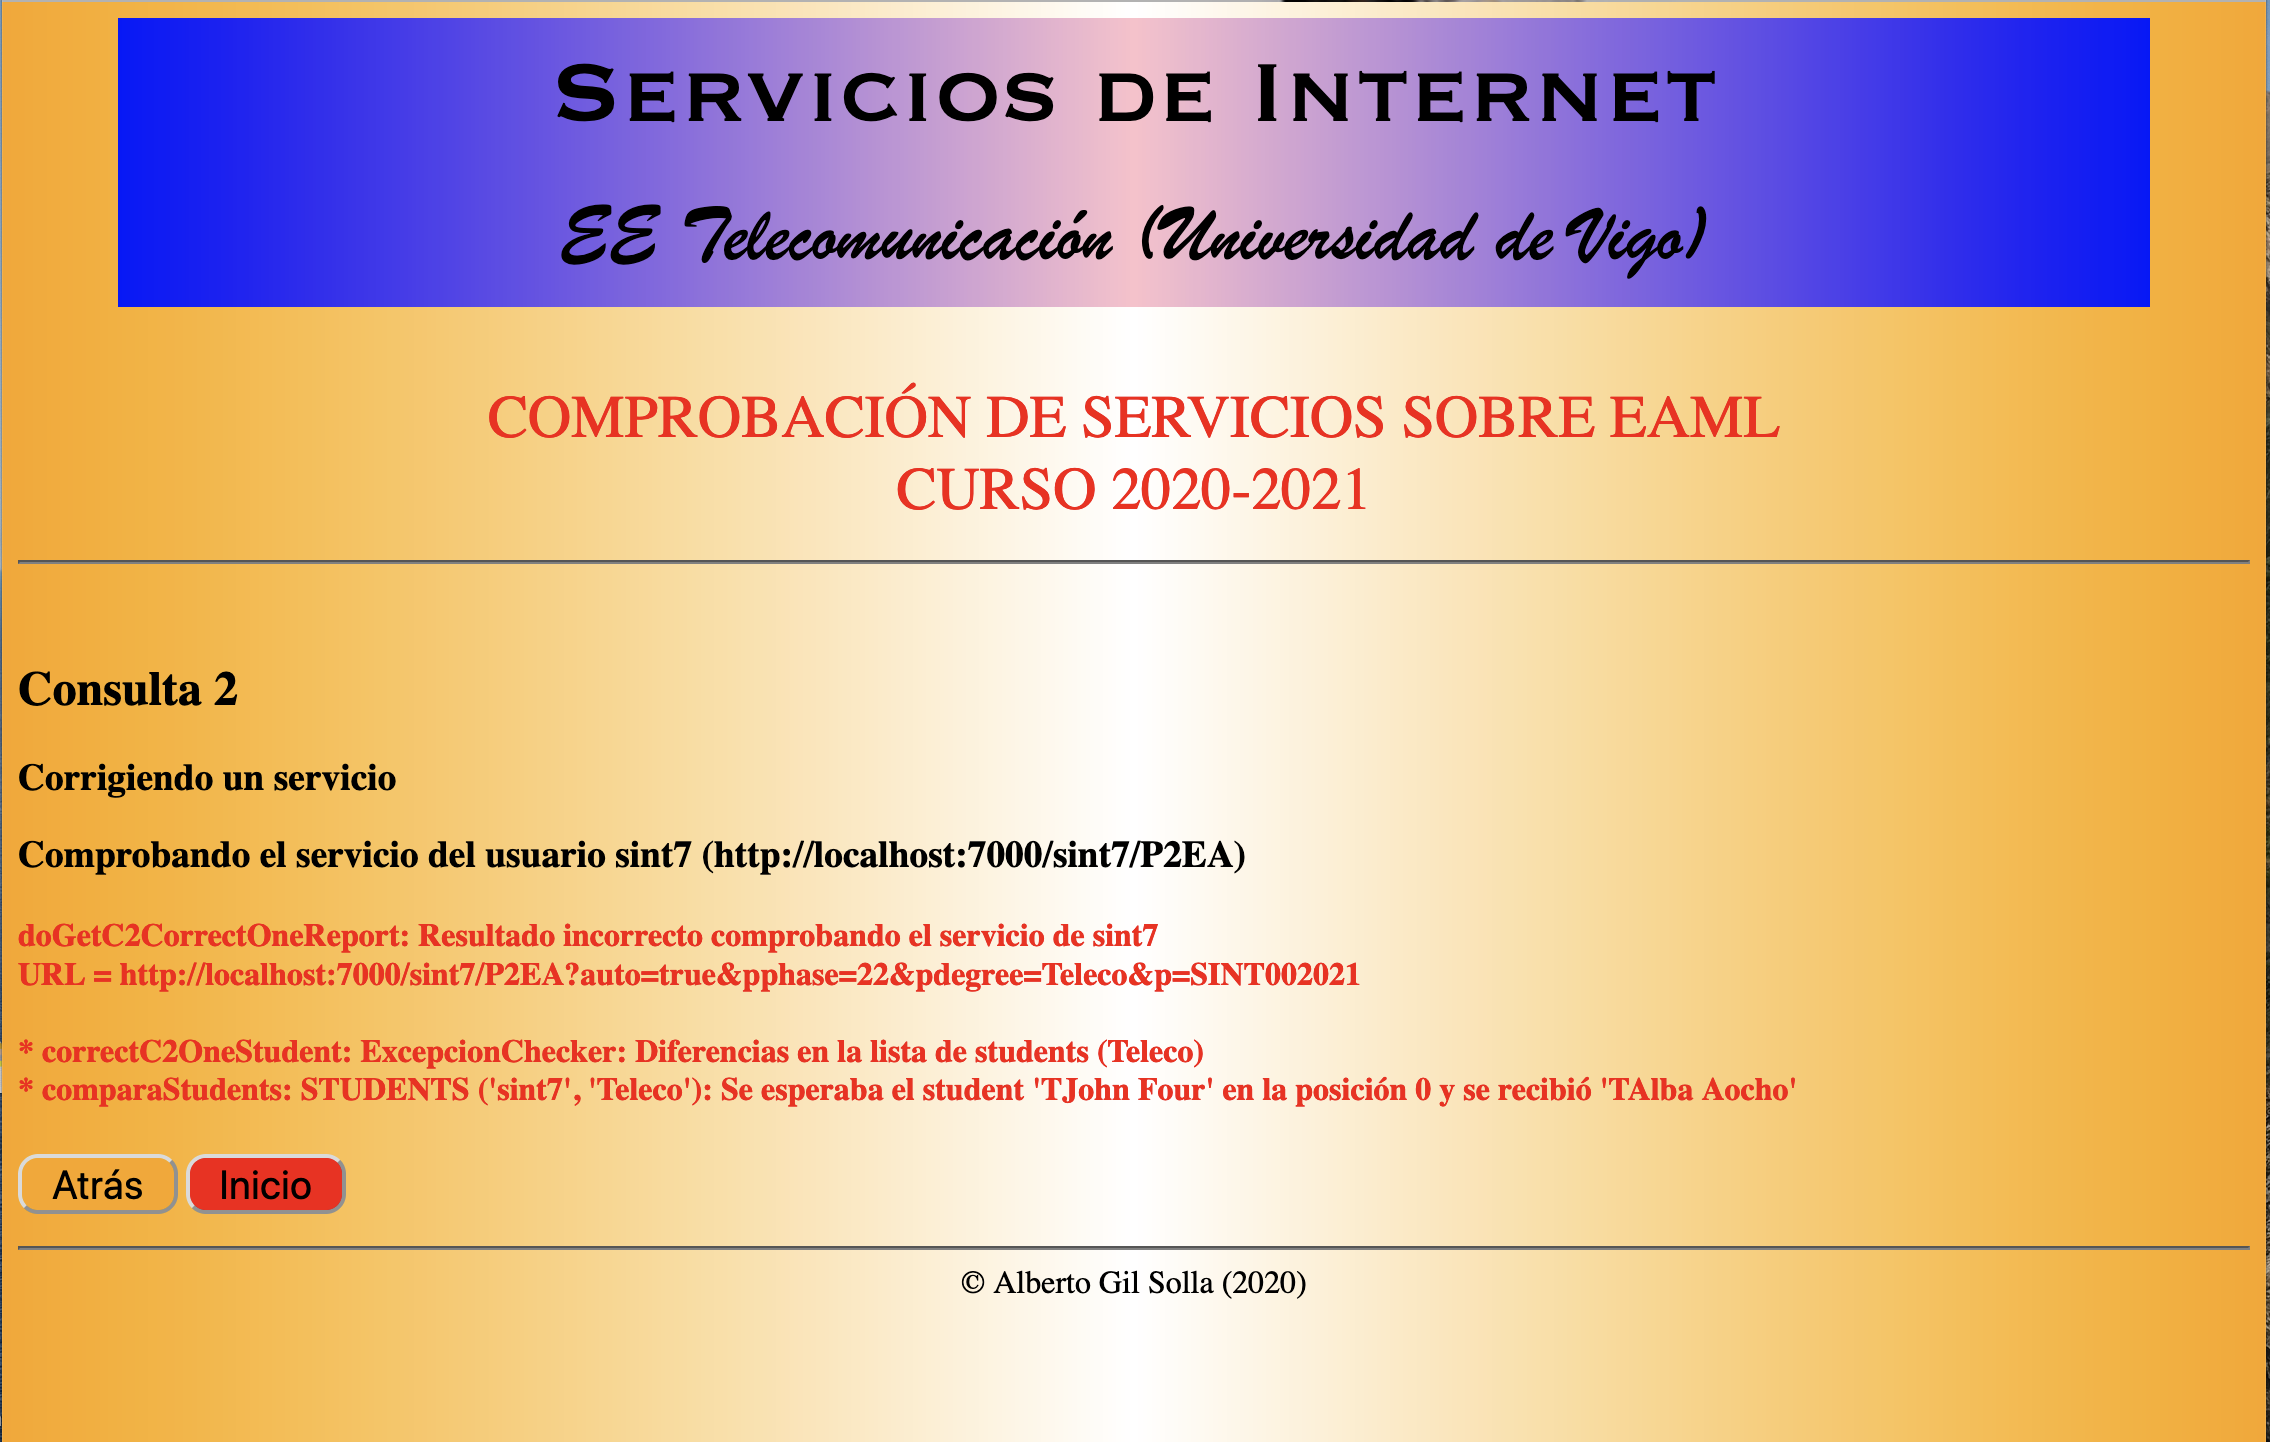 Servicios de Internet
EE Telecomunicación (Universidad de Vigo)
COMPROBACIÓN DE SERVICIOS SOBRE EAML
CURSO 2020-2021
Consulta 2
Corrigiendo un servicio
Comprobando el servicio del usuario sint7 (http://localhost:7000/sint7/P2EA)
doGetC2CorrectOneReport: Resultado incorrecto comprobando el servicio de sint7
URL = http://localhost:7000/sint7/P2EA?auto=true&pphase=22&pdegree=Teleco&p=SINT002021
* correctC2OneStudent: ExcepcionChecker: Diferencias en la lista de students (Teleco)
* comparaStudents: STUDENTS ('sint7', 'Teleco'): Se esperaba el student 'TJohn Four' en la posición 0 y se recibió 'TAlba Aocho'
Atrás Inicio
© Alberto Gil Solla (2020)